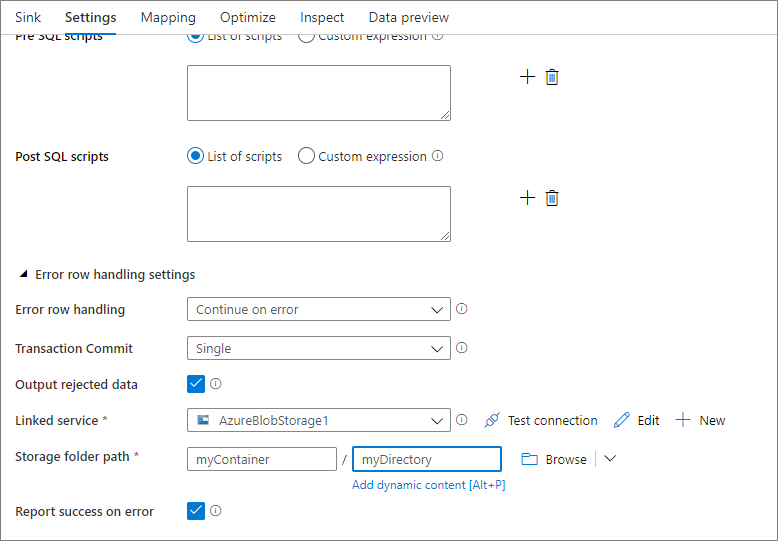 Sink Settings Mapping Optimize Inspect Data preview
Pre SQL scripts List of scripts Custom expression
Post SQL scripts List of scripts Custom expression
Error row handling settings
Error row handling Continue on error
Transaction Commit Single
Output rejected data
Linked service * AzureBlobStorage1 Test connection Edit New
Storage folder path * myContainer / myDirectory Browse
Add dynamic content [Alt+P]
Report success on error